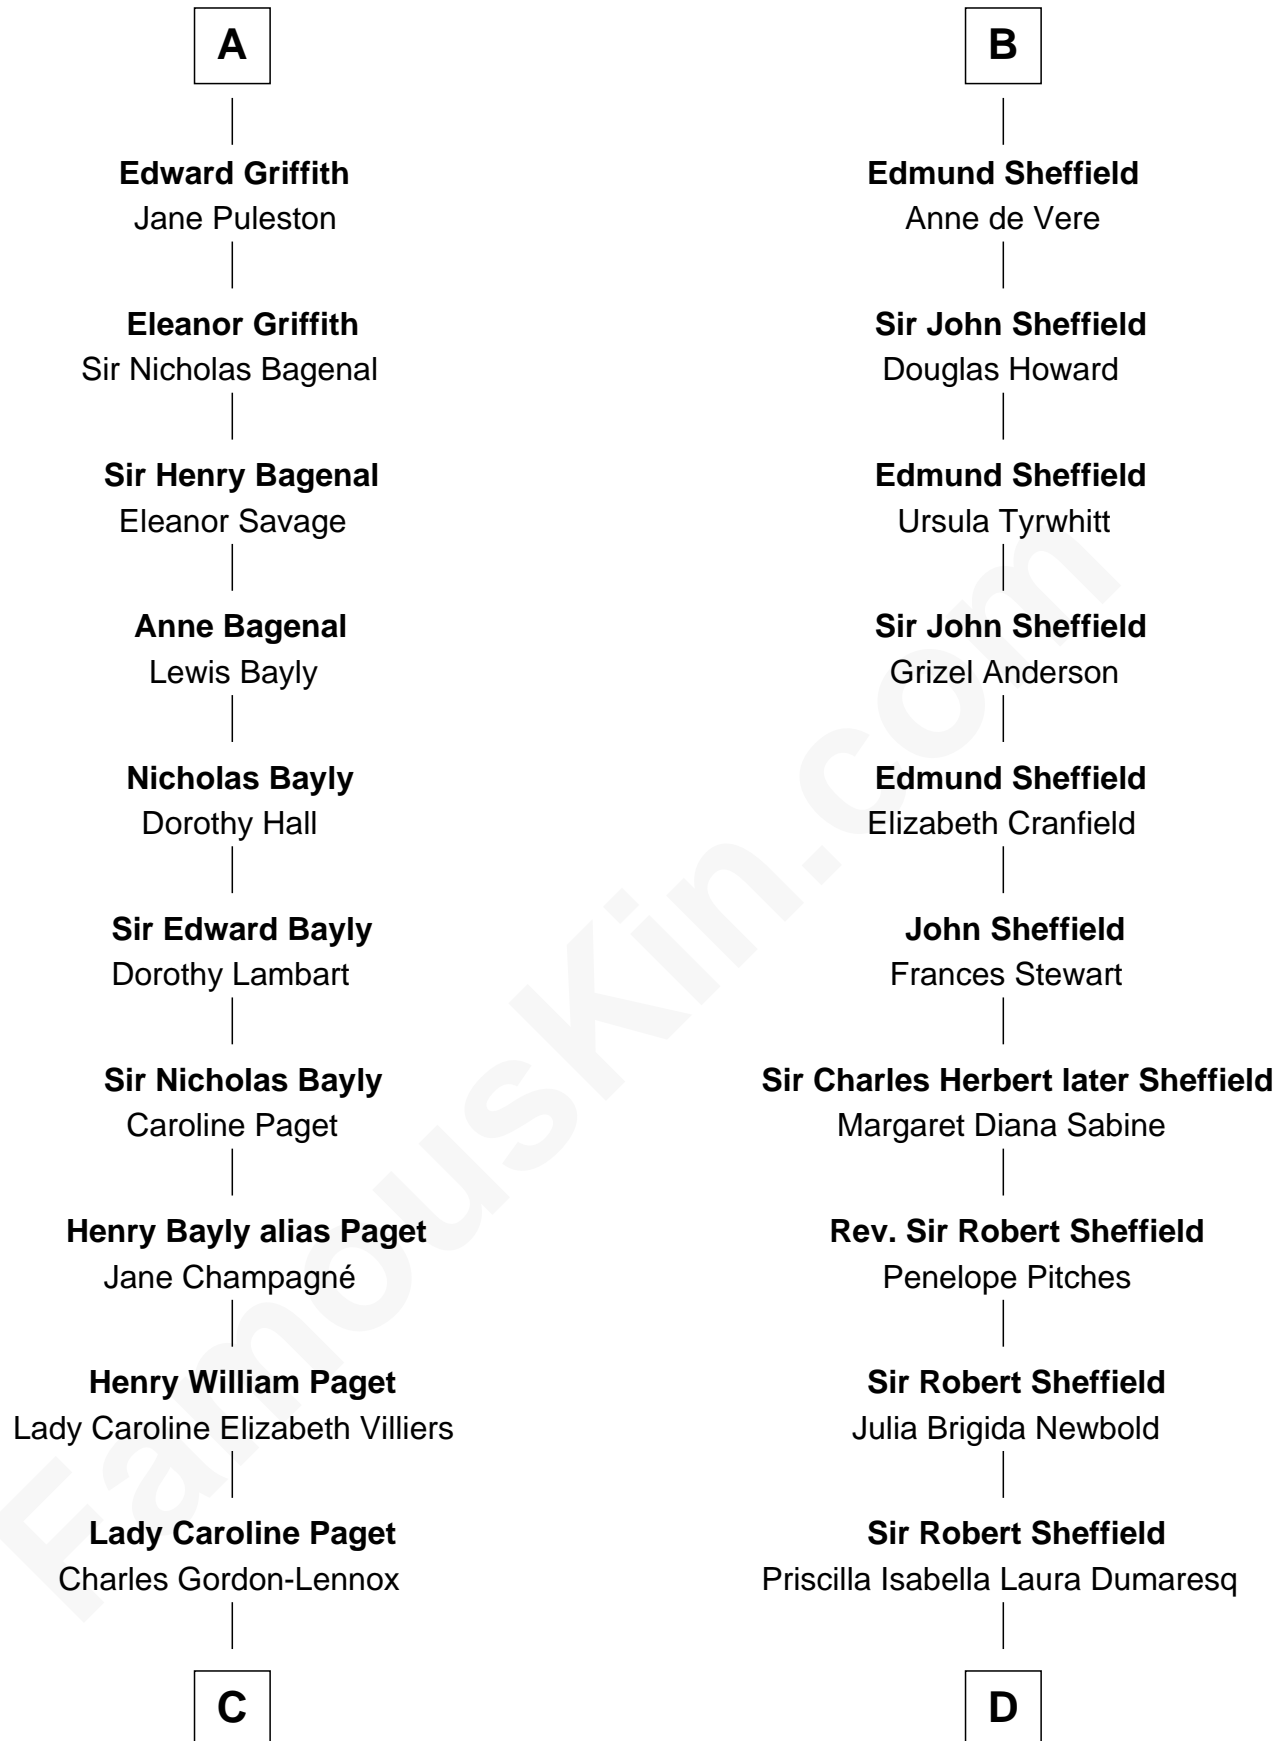 A
Edward Griffith
Jane Puleston
Eleanor Griffith
Sir Nicholas Bagenal
Sir Henry Bagenal
Eleanor Savage
Anne Bagenal
Lewis Bayly
Nicholas Bayly
Dorothy Hall
Sir Edward Bayly
Dorothy Lambart
Sir Nicholas Bayly
Caroline Paget
Henry Bayly alias Paget
Jane Champagné
Henry William Paget
Lady Caroline Elizabeth Villiers
Lady Caroline Paget
Charles Gordon-Lennox
C
B
Edmund Sheffield
Anne de Vere
Sir John Sheffield
Douglas Howard
Edmund Sheffield
Ursula Tyrwhitt
Sir John Sheffield
Grizel Anderson
Edmund Sheffield
Elizabeth Cranfield
John Sheffield
Frances Stewart
Sir Charles Herbert later Sheffield
Margaret Diana Sabine
Rev. Sir Robert Sheffield
Penelope Pitches
Sir Robert Sheffield
Julia Brigida Newbold
Sir Robert Sheffield
Priscilla Isabella Laura Dumaresq
D
FamousKin.com